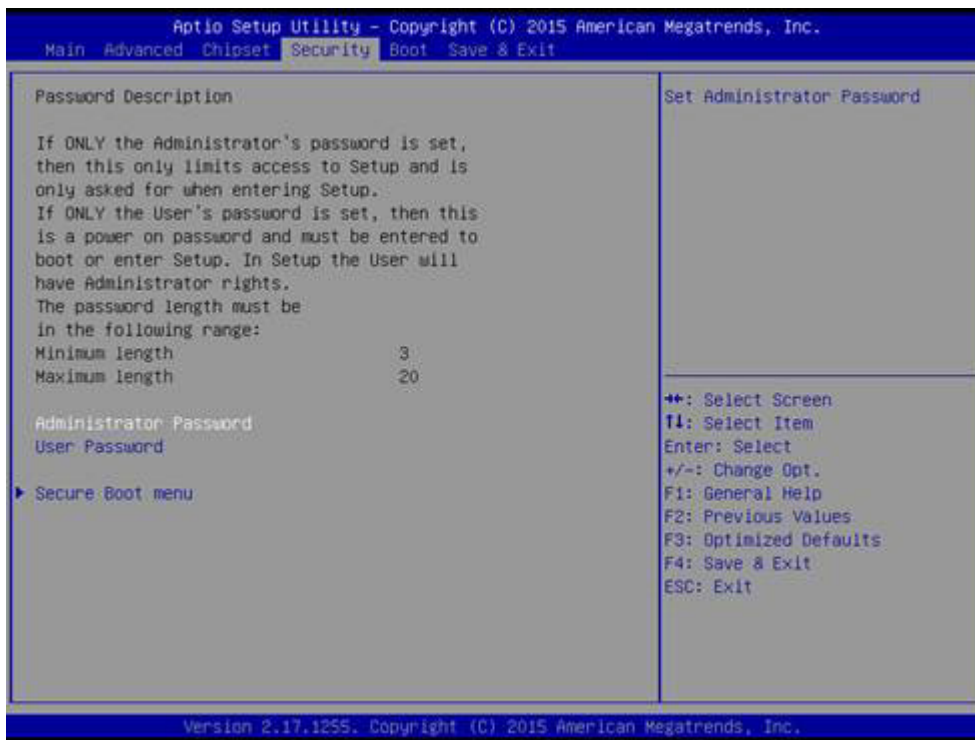 Aptio Setup Utility – Copyright (C) 2015 American Megatrends, Inc.
Main Advanced Chipset Security Boot Save & Exit
Password Description
If ONLY the Administrator's password is set,
then this only limits access to Setup and is
only asked for when entering Setup.
If ONLY the User's password is set, then this
is a power on password and must be entered to
boot or enter Setup. In Setup the User will
have Administrator rights.
The password length must be
in the following range:
Minimum length 3
Maximum length 20
Administrator Password
User Password
Secure Boot menu
Set Administrator Password
→←: Select Screen
↑↓: Select Item
Enter: Select
+/-: Change Opt.
F1: General Help
F2: Previous Values
F3: Optimized Defaults
F4: Save & Exit
ESC: Exit
Version 2.17.1255. Copyright (C) 2015 American Megatrends, Inc.